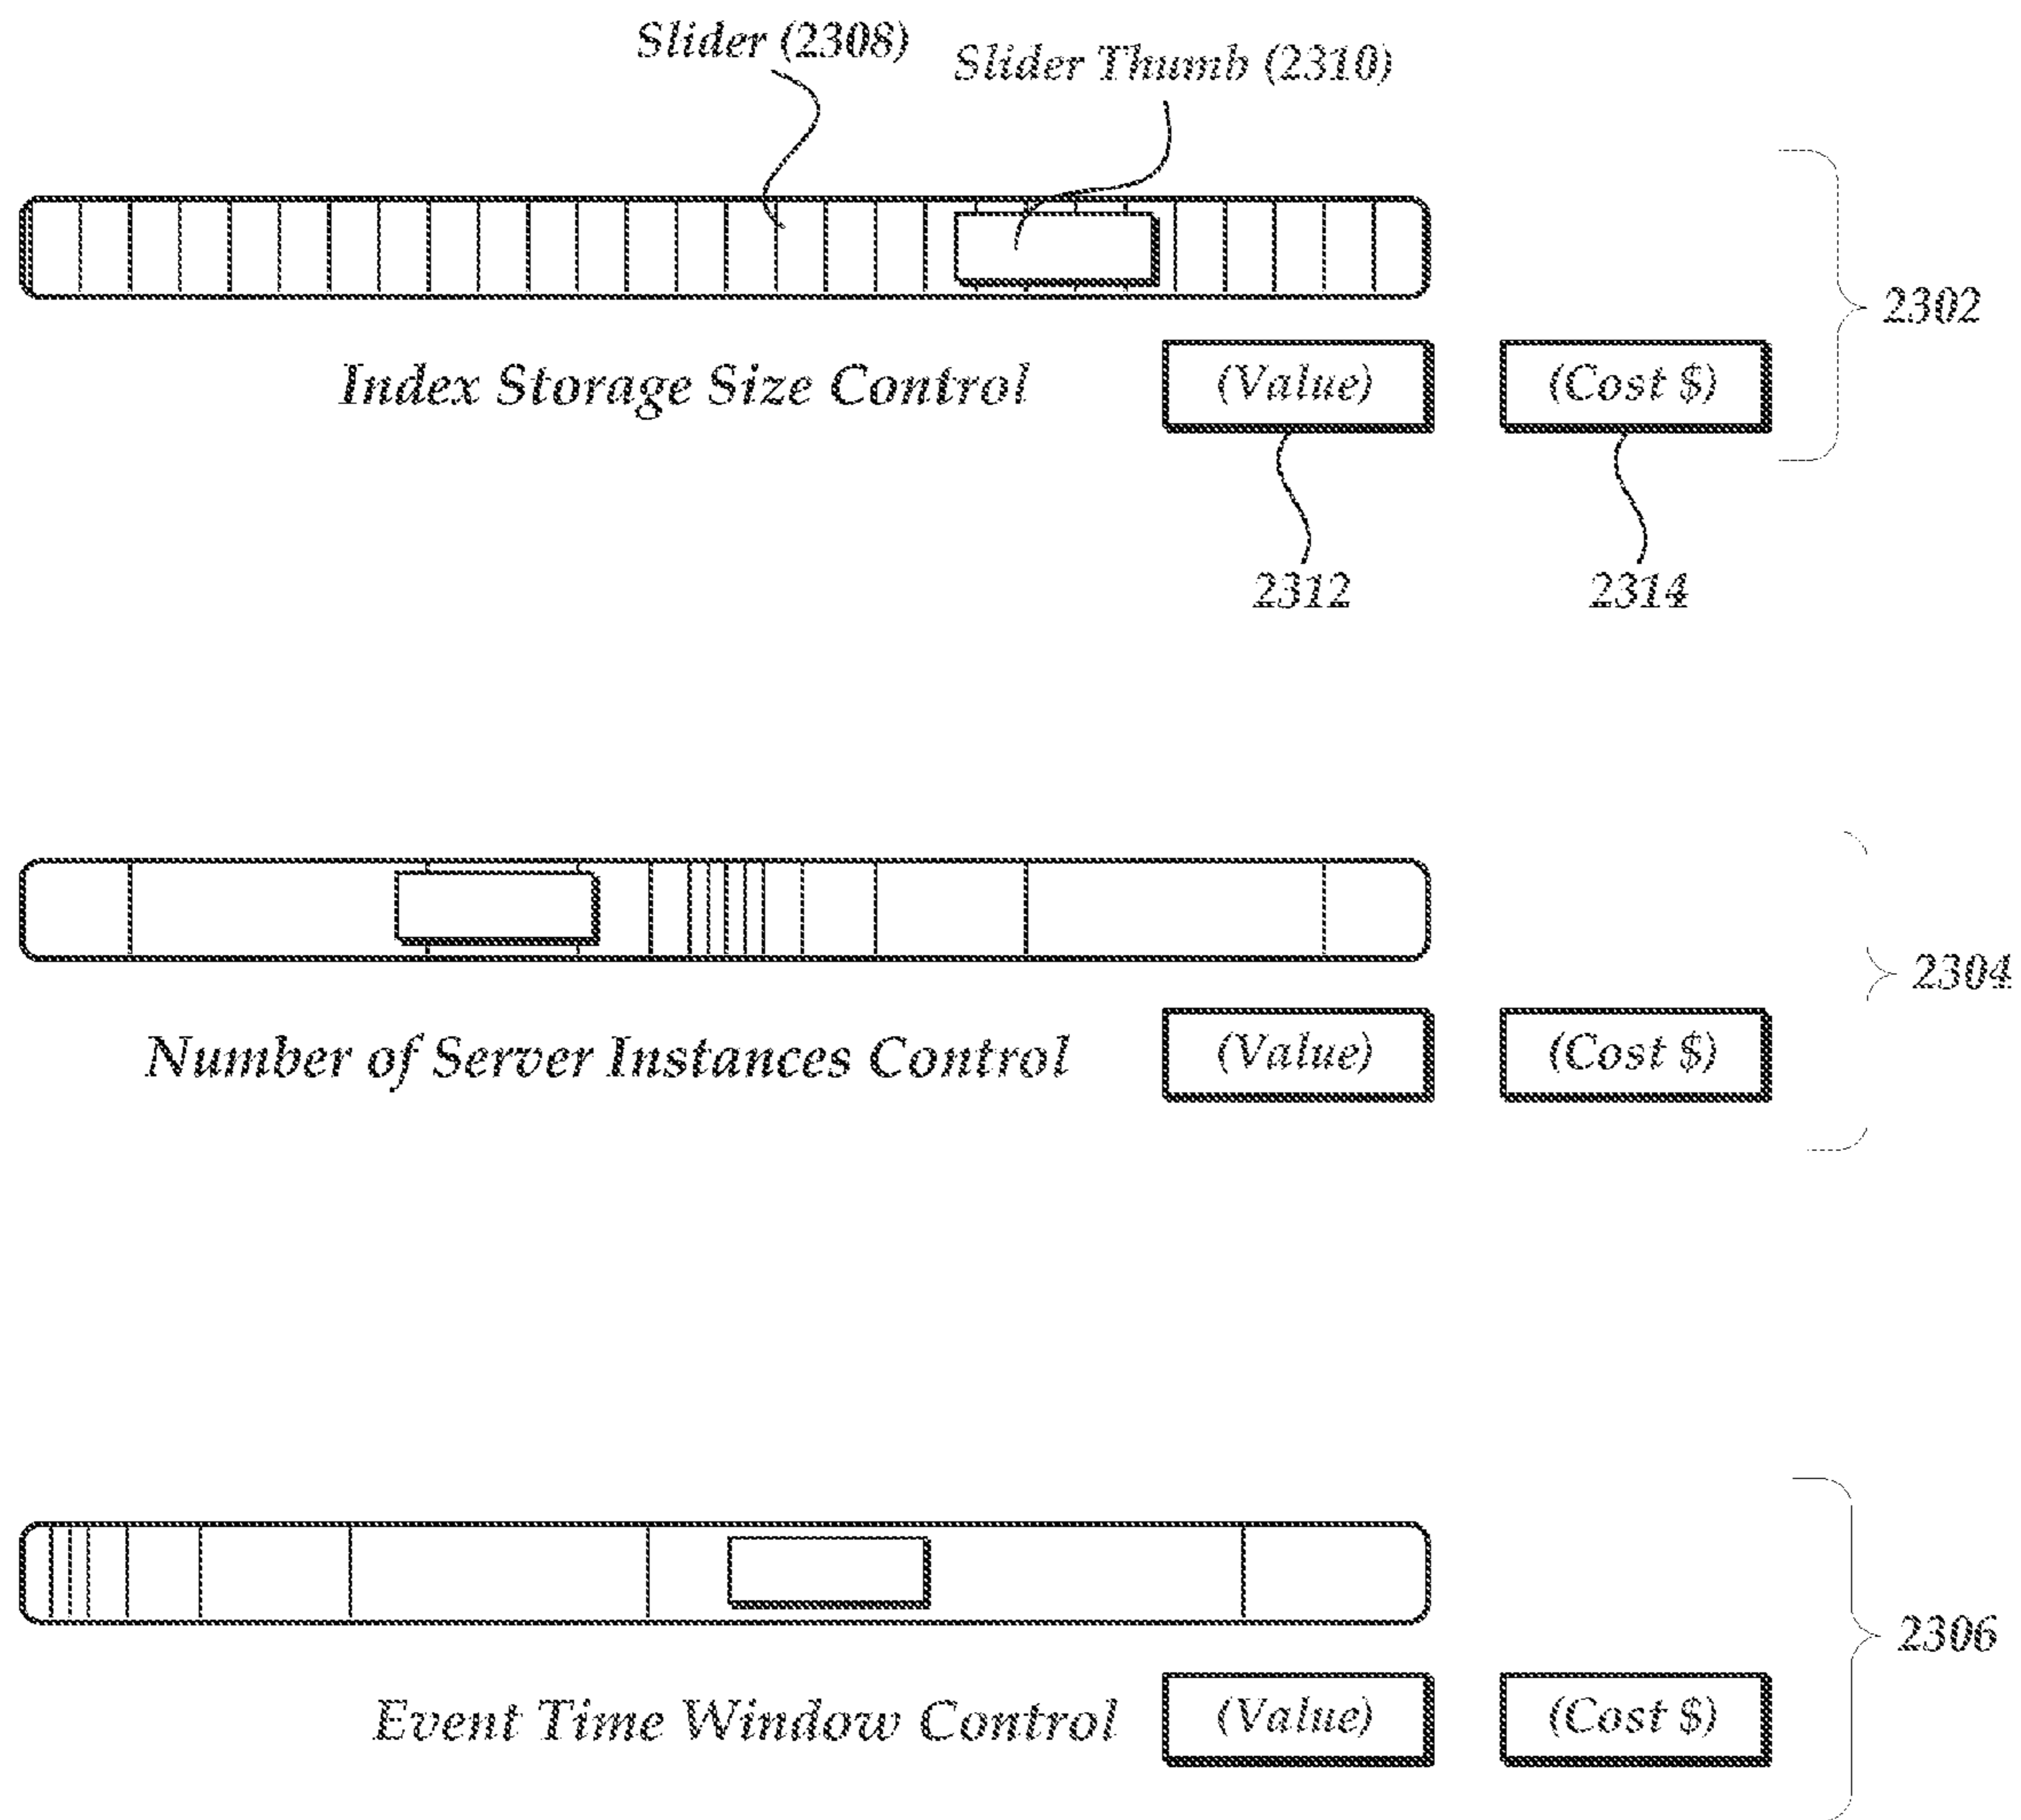 Slider (2308)
Slider Thumb (2310)
2302
Index Storage Size Control
(Value)
(Cost $)
2312
2314
2304
Number of Server Instances Control
(Value)
(Cost $)
2306
Event Time Window Control
(Value)
(Cost $)